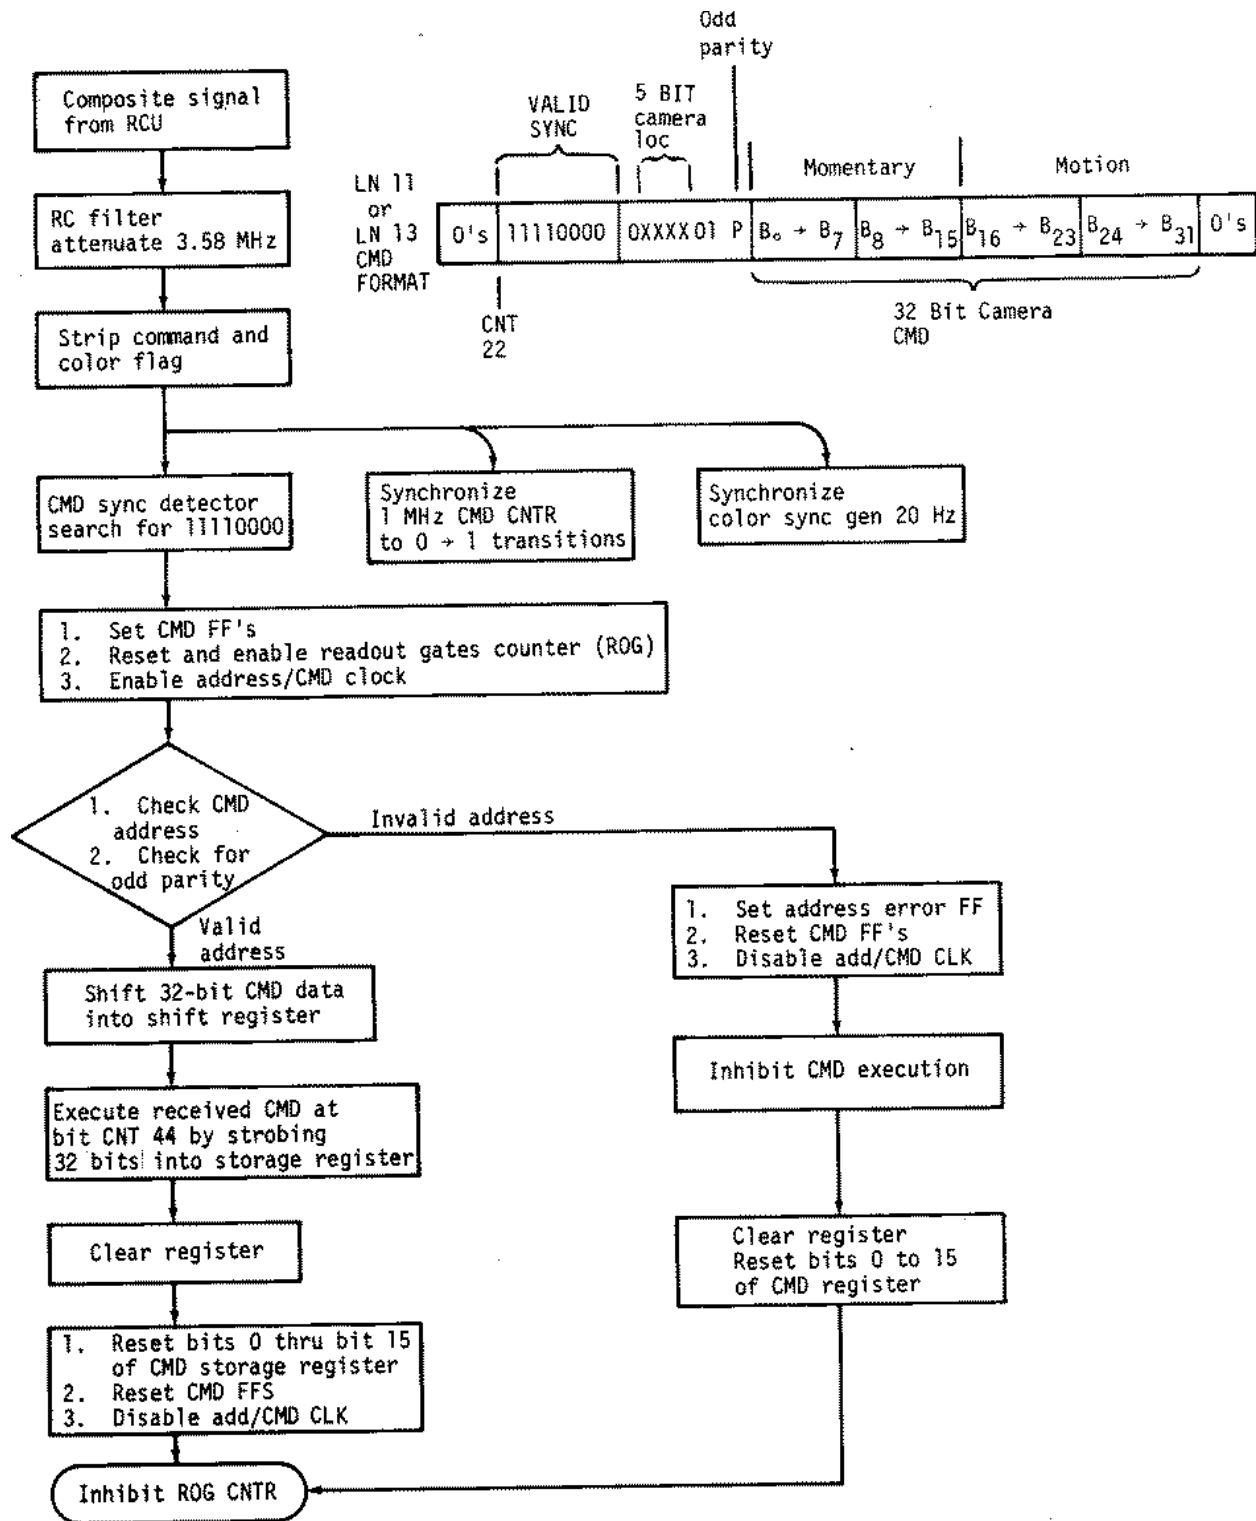 Odd
parity
Composite signal
from RCU
VALID
SYNC
5 BIT
camera
loc
Momentary
Motion
LN 11
or
LN 13
CMD
FORMAT
0's 11110000 0XXXX01 P B₀ → B₇ B₈ → B₁₅ B₁₆ → B₂₃ B₂₄ → B₃₁ 0's
CNT
22
32 Bit Camera
CMD
RC filter
attenuate 3.58 MHz
Strip command and
color flag
CMD sync detector
search for 11110000
Synchronize
1 MHz CMD CNTR
to 0 → 1 transitions
Synchronize
color sync gen 20 Hz
1. Set CMD FF's
2. Reset and enable readout gates counter (ROG)
3. Enable address/CMD clock
1. Check CMD
address
2. Check for
odd parity
Invalid address
Valid
address
1. Set address error FF
2. Reset CMD FF's
3. Disable add/CMD CLK
Shift 32-bit CMD data
into shift register
Inhibit CMD execution
Execute received CMD at
bit CNT 44 by strobing
32 bits into storage register
Clear register
Clear register
Reset bits 0 to 15
of CMD register
1. Reset bits 0 thru bit 15
of CMD storage register
2. Reset CMD FFS
3. Disable add/CMD CLK
Inhibit ROG CNTR